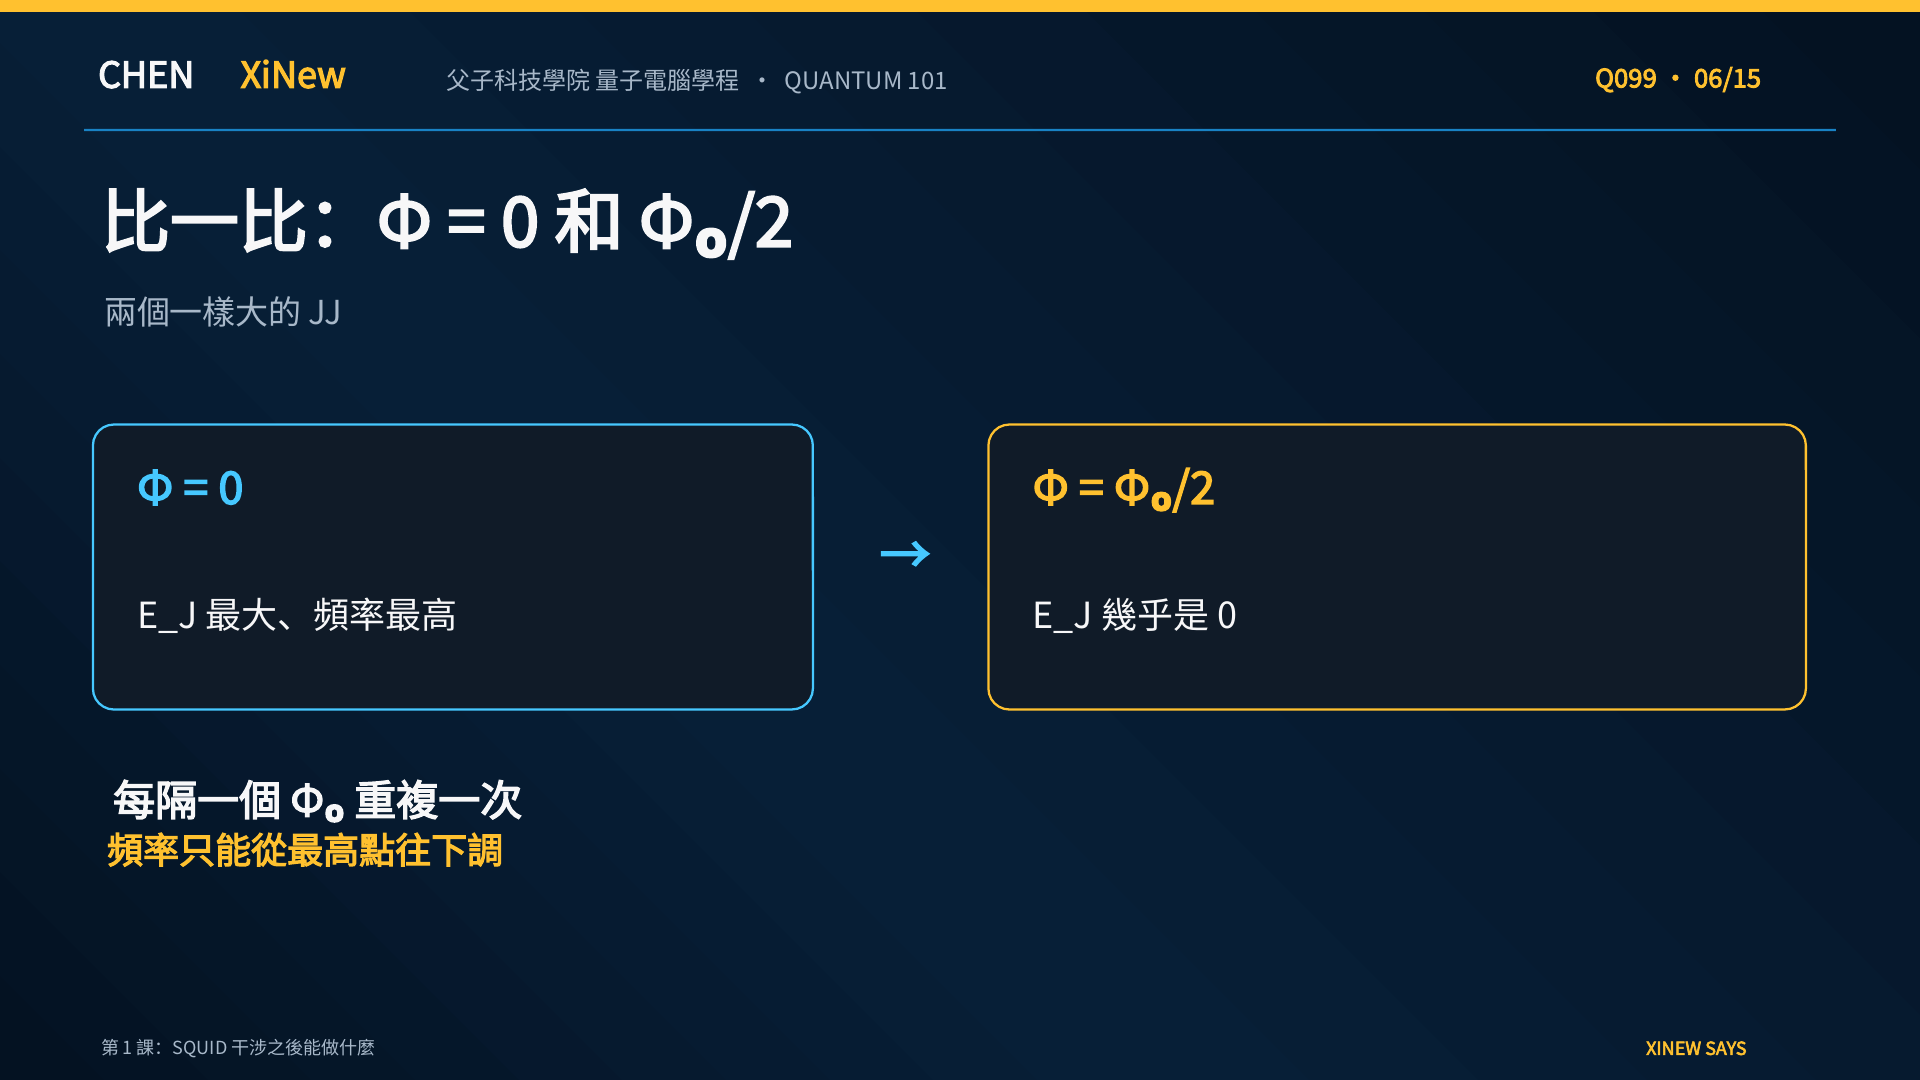 CHEN XiNew 父子科技學院 量子電腦學程 · QUANTUM 101 Q099 · 06/15
比一比：Φ = 0 和 Φ₀/2
兩個一樣大的 JJ
Φ = 0
E_J 最大、頻率最高
→
Φ = Φ₀/2
E_J 幾乎是 0
每隔一個 Φ₀ 重複一次
頻率只能從最高點往下調
第 1 課：SQUID 干涉之後能做什麼
XINEW SAYS